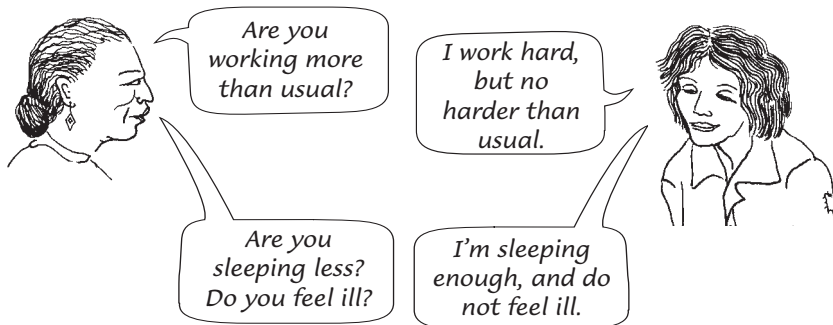 Are you
working more
than usual?
I work hard,
but no
harder than
usual.
Are you
sleeping less?
Do you feel ill?
I'm sleeping
enough, and do
not feel ill.